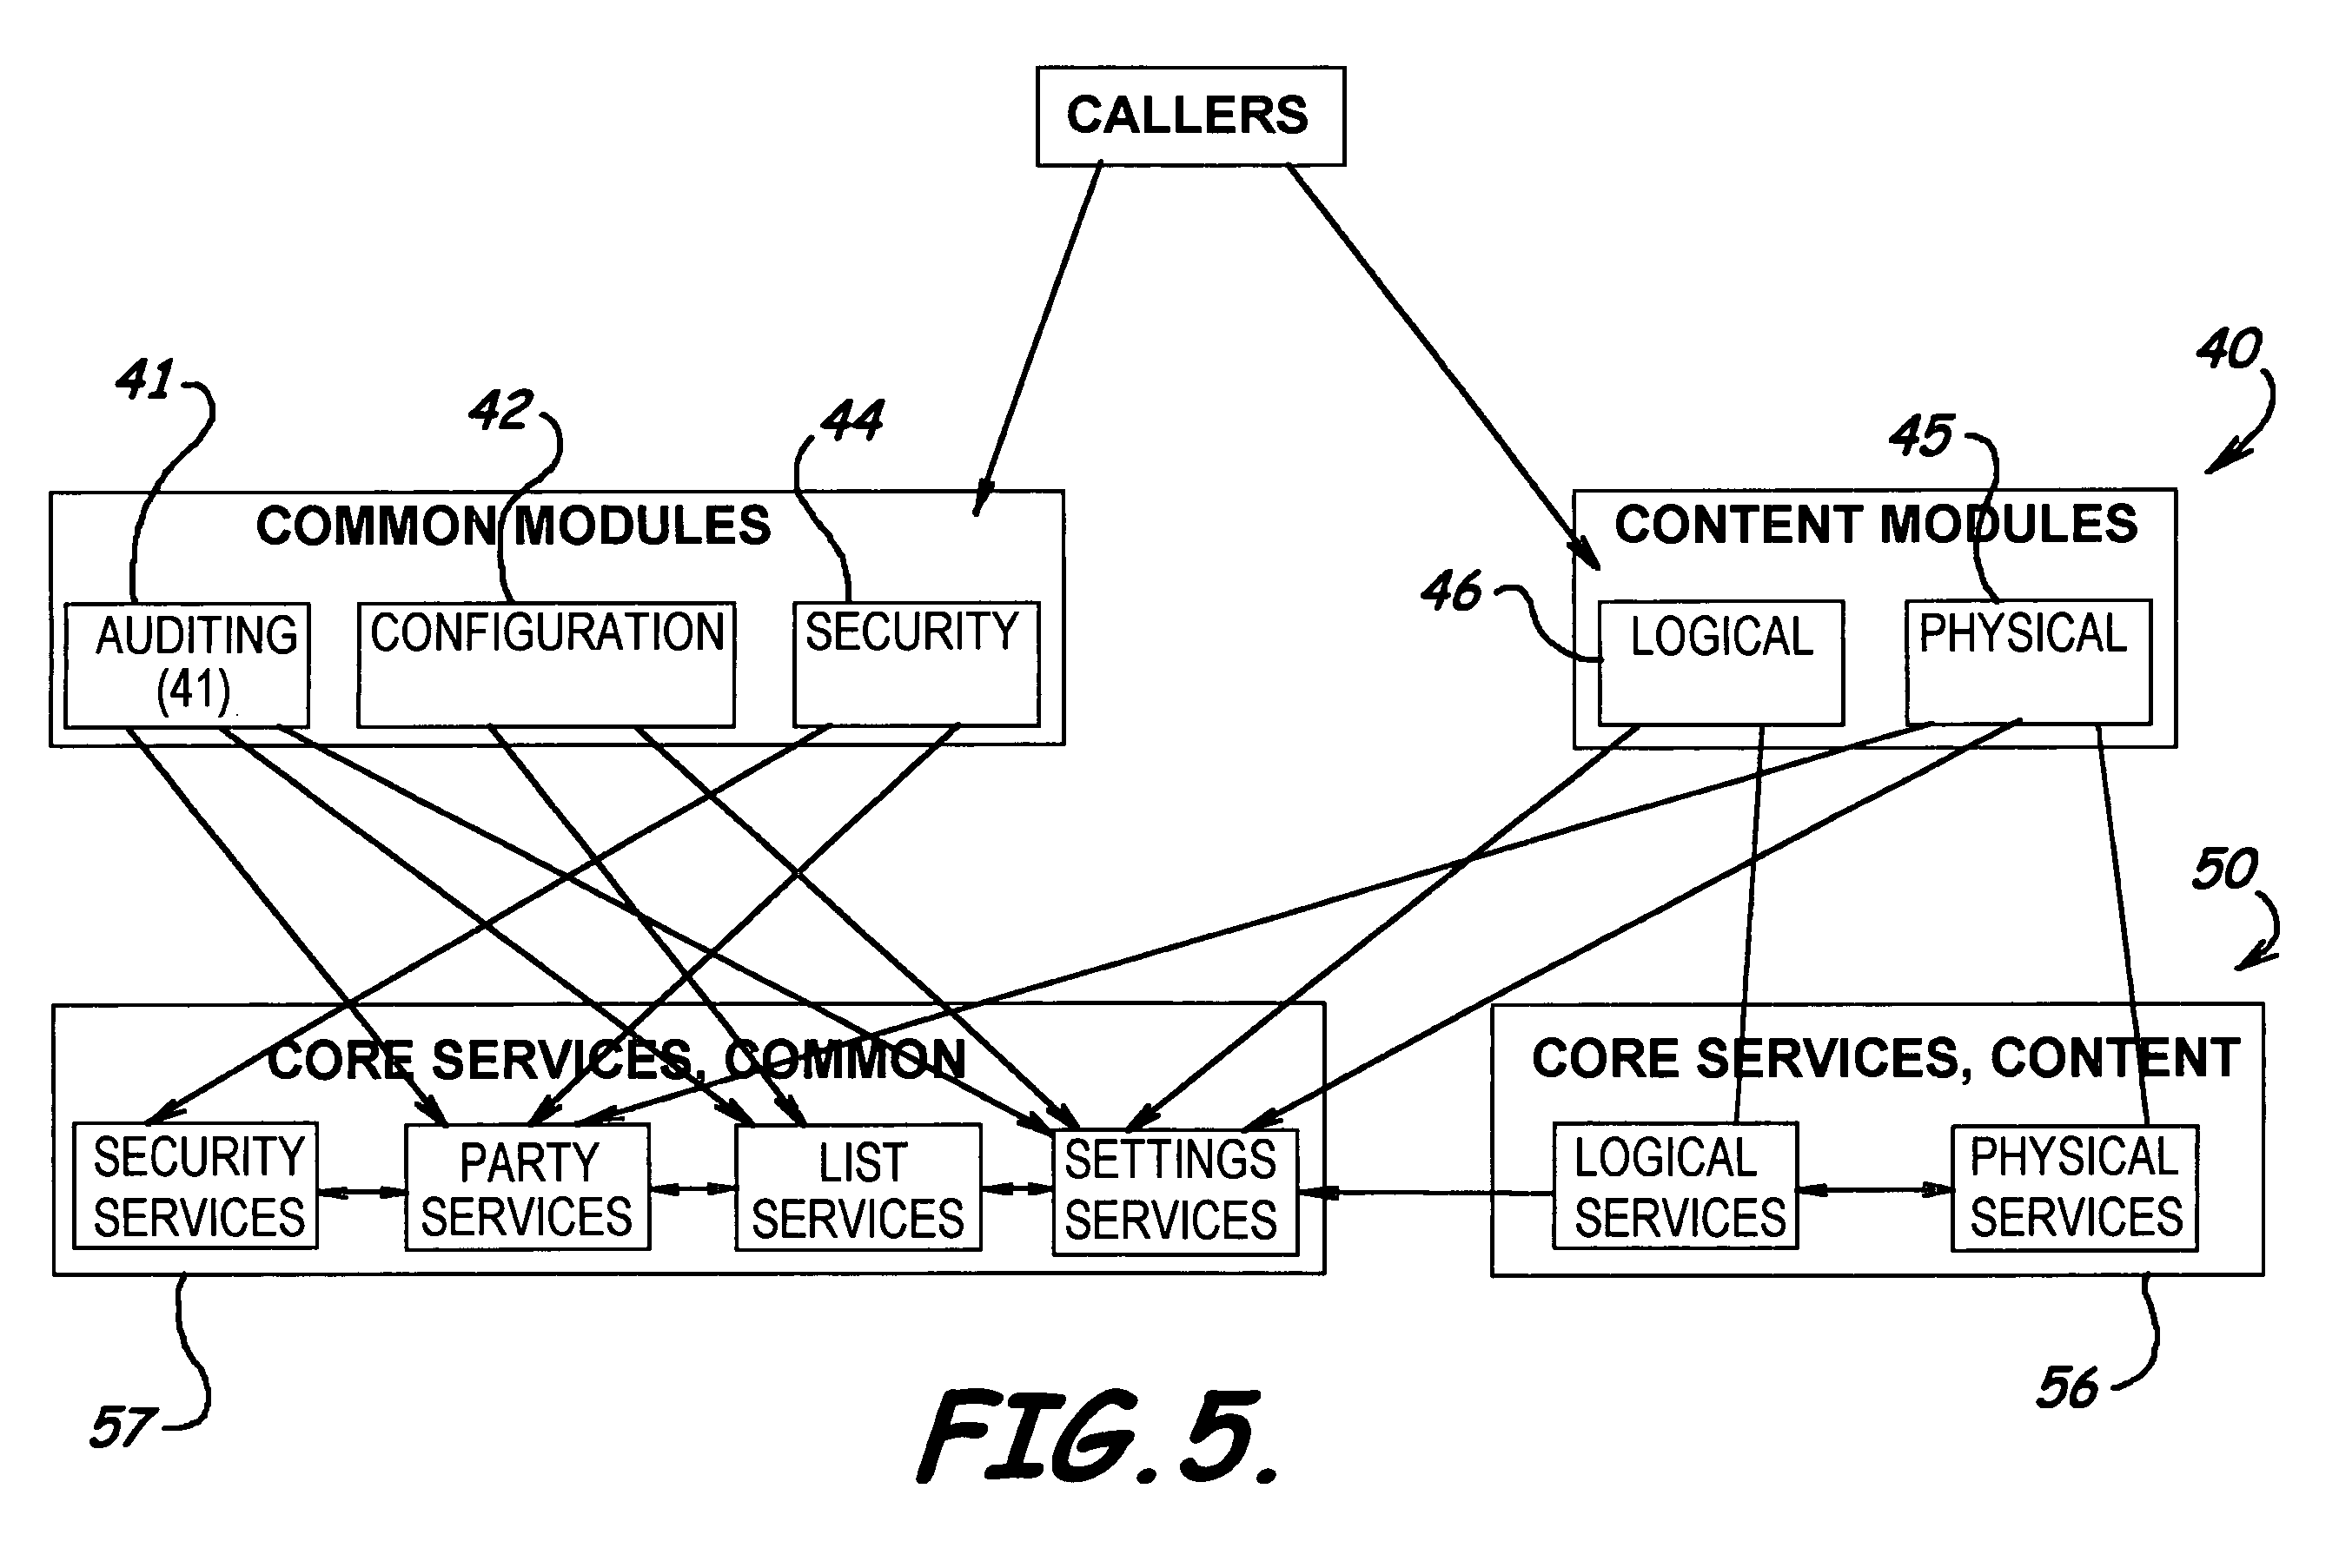 CALLERS
40
41
42
44
45
COMMON MODULES
CONTENT MODULES
46
AUDITING
(41)
CONFIGURATION
SECURITY
LOGICAL
PHYSICAL
50
CORE SERVICES, COMMON
CORE SERVICES, CONTENT
SECURITY
SERVICES
PARTY
SERVICES
LIST
SERVICES
SETTINGS
SERVICES
LOGICAL
SERVICES
PHYSICAL
SERVICES
57
56
FIG. 5.